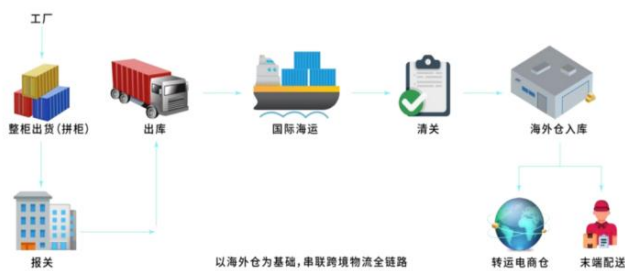 工厂
整柜出货(拼柜)
出库
国际海运
清关
海外仓入库
报关
以海外仓为基础,串联跨境物流全链路
转运电商仓
末端配送